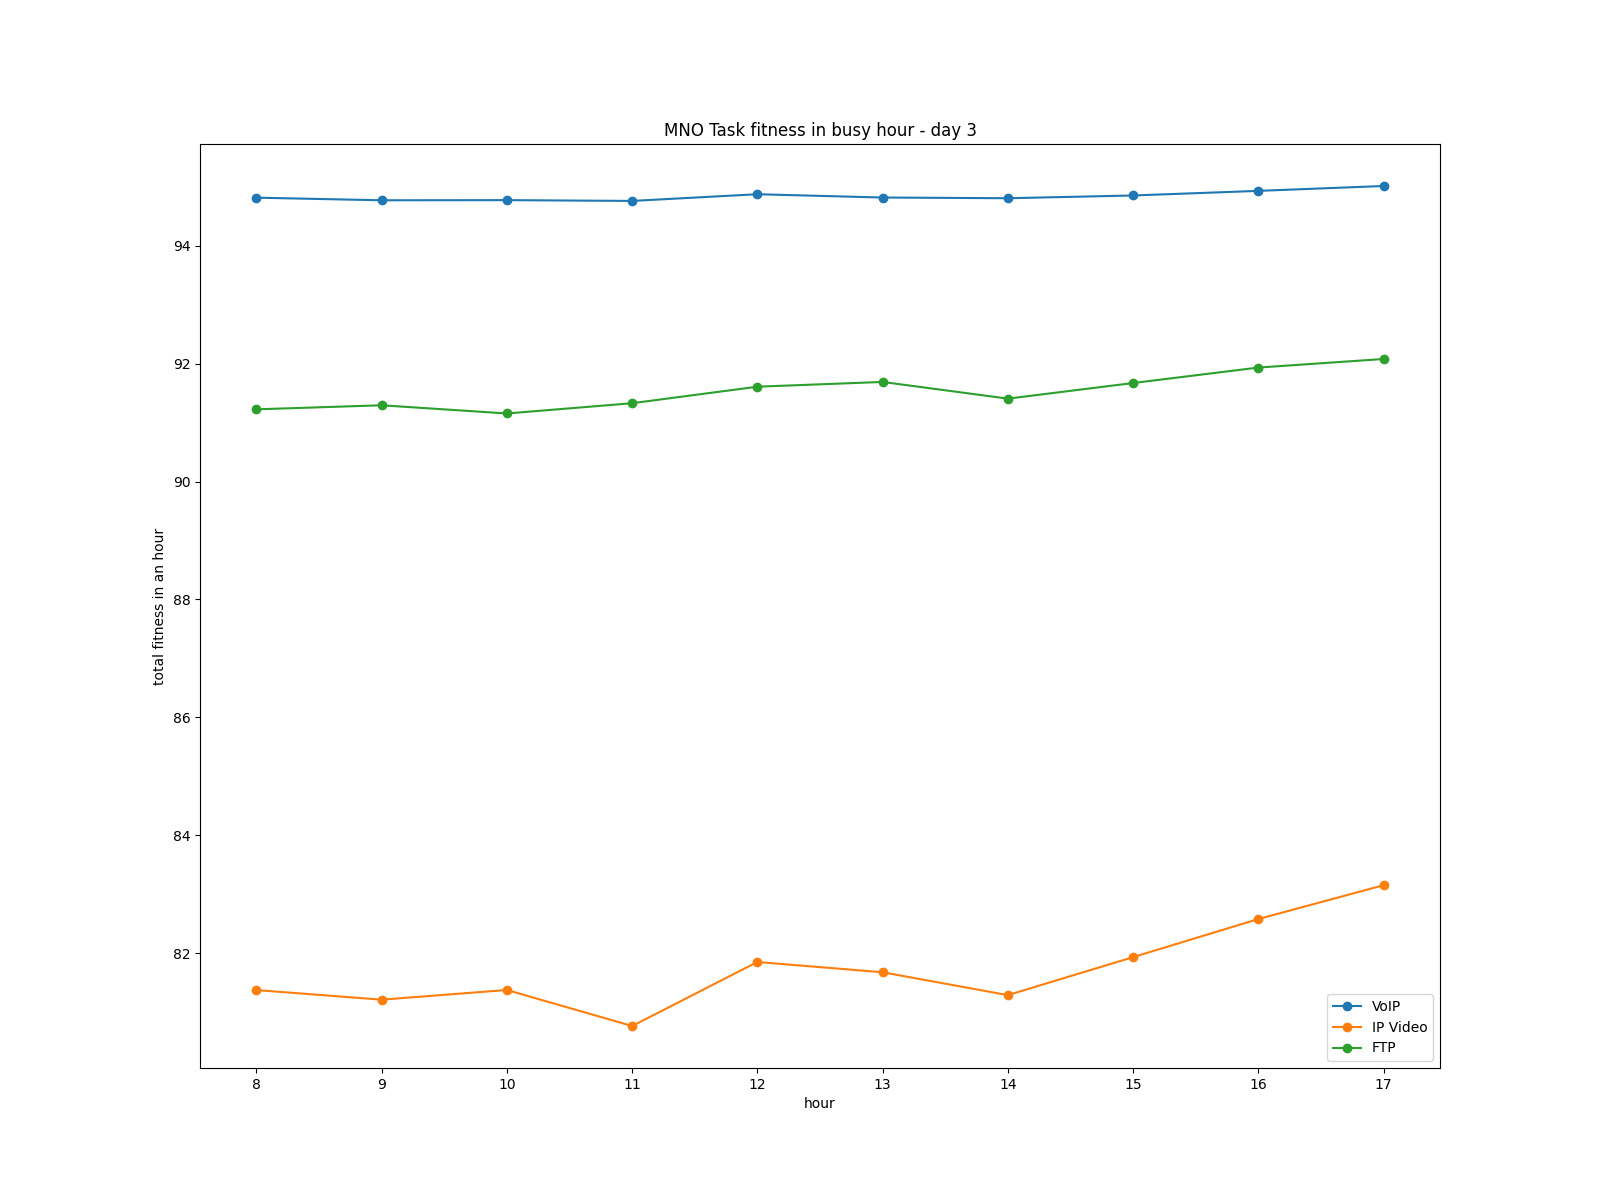 MNO Task fitness in busy hour - day 3
94
92
90
88
86
84
82
total fitness in an hour
8 9 10 11 12 13 14 15 16 17
hour
VoIP
IP Video
FTP